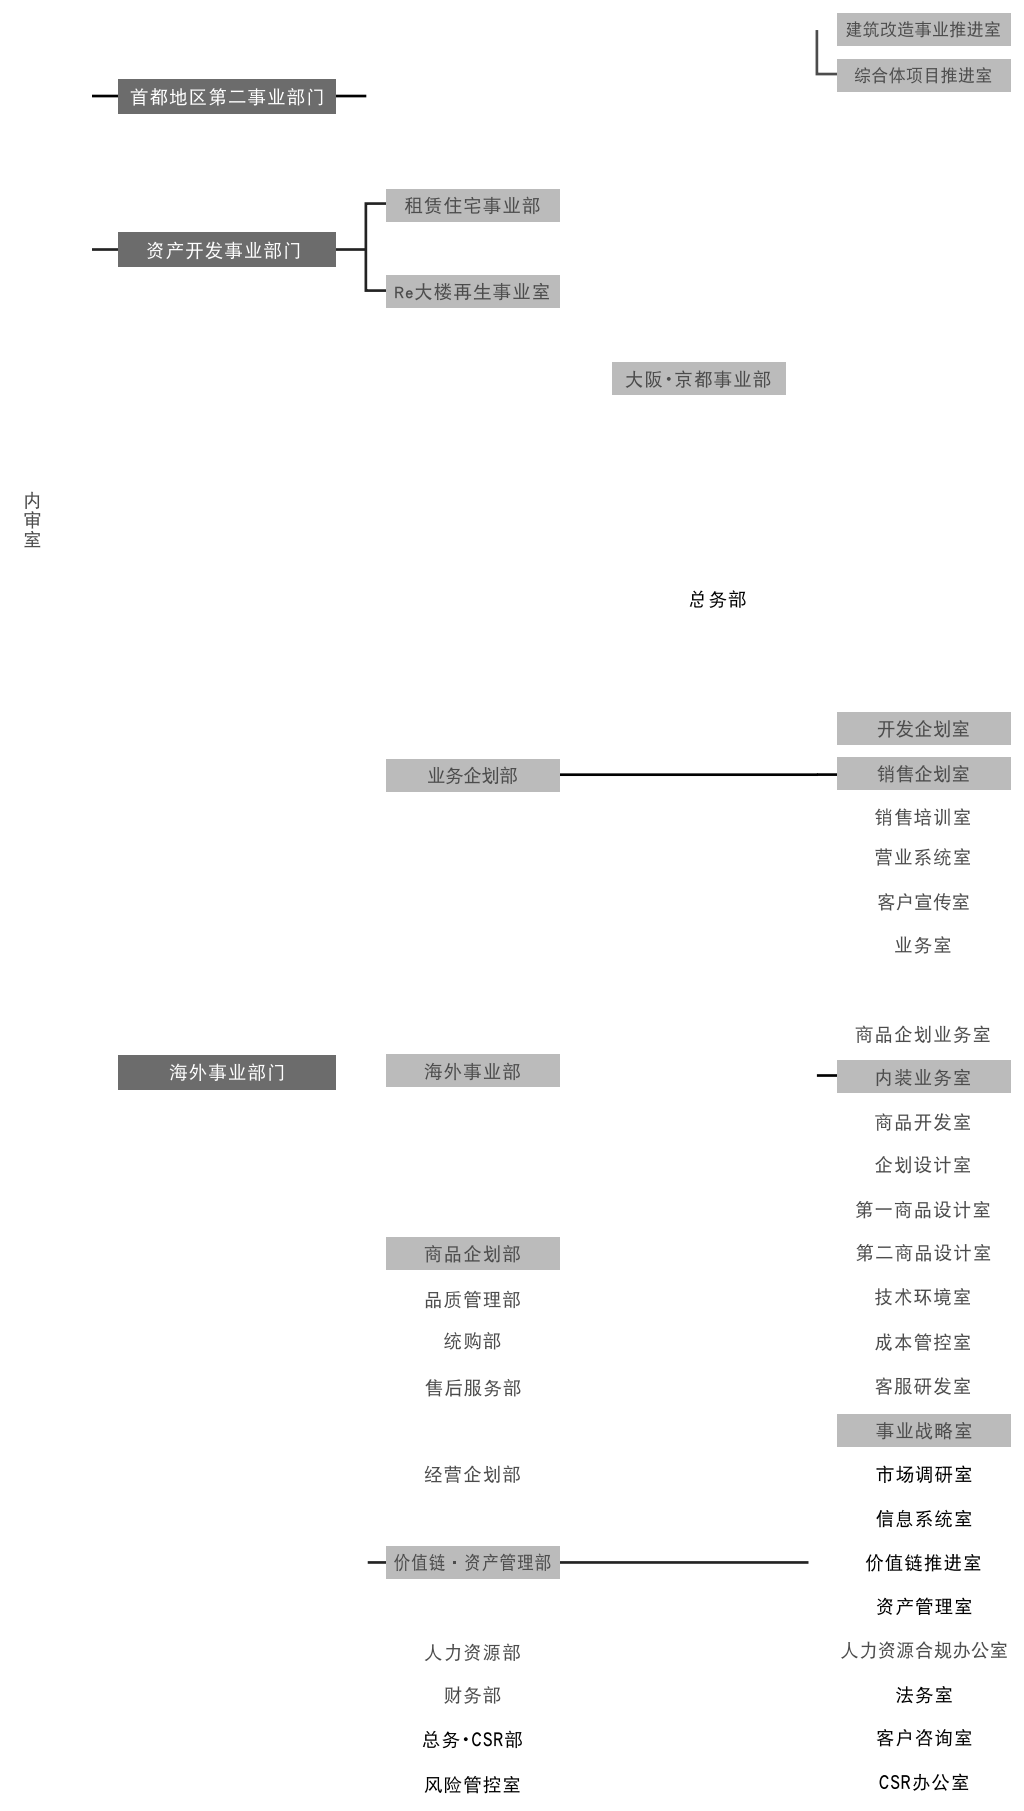 建筑改造事业推进室
综合体项目推进室
首都地区第二事业部门
租赁住宅事业部
资产开发事业部门
Re大楼再生事业室
大阪·京都事业部
内审室
总务部
开发企划室
业务企划部
销售企划室
销售培训室
营业系统室
客户宣传室
业务室
商品企划业务室
海外事业部门
海外事业部
内装业务室
商品开发室
企划设计室
第一商品设计室
商品企划部
第二商品设计室
品质管理部
技术环境室
统购部
成本管控室
售后服务部
客服研发室
事业战略室
经营企划部
市场调研室
信息系统室
价值链·资产管理部
价值链推进室
资产管理室
人力资源部
人力资源合规办公室
财务部
法务室
总务·CSR部
客户咨询室
风险管控室
CSR办公室